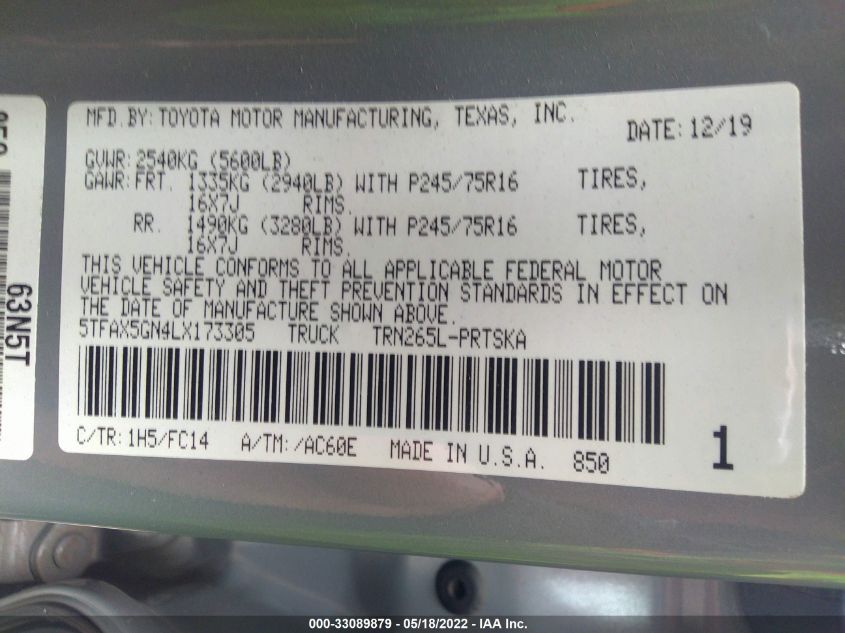 MFD.BY: TOYOTA MOTOR MANUFACTURING, TEXAS, INC. DATE: 12/19
GVWR: 2540KG (5600LB)
GAWR: FRT. 1335KG (2940LB) WITH P245/75R16 TIRES,
16X7J RIMS.
RR. 1490KG (3280LB) WITH P245/75R16 TIRES,
16X7J RIMS.
THIS VEHICLE CONFORMS TO ALL APPLICABLE FEDERAL MOTOR
VEHICLE SAFETY AND THEFT PREVENTION STANDARDS IN EFFECT ON
THE DATE OF MANUFACTURE SHOWN ABOVE.
5TFAX5GN4LX173305 TRUCK TRN265L-PRTSKA
C/TR: 1H5/FC14 A/TM: /AC60E MADE IN U.S.A. 850 1
63N5T
000-33089879 / 05/18/2022 - IAA Inc.